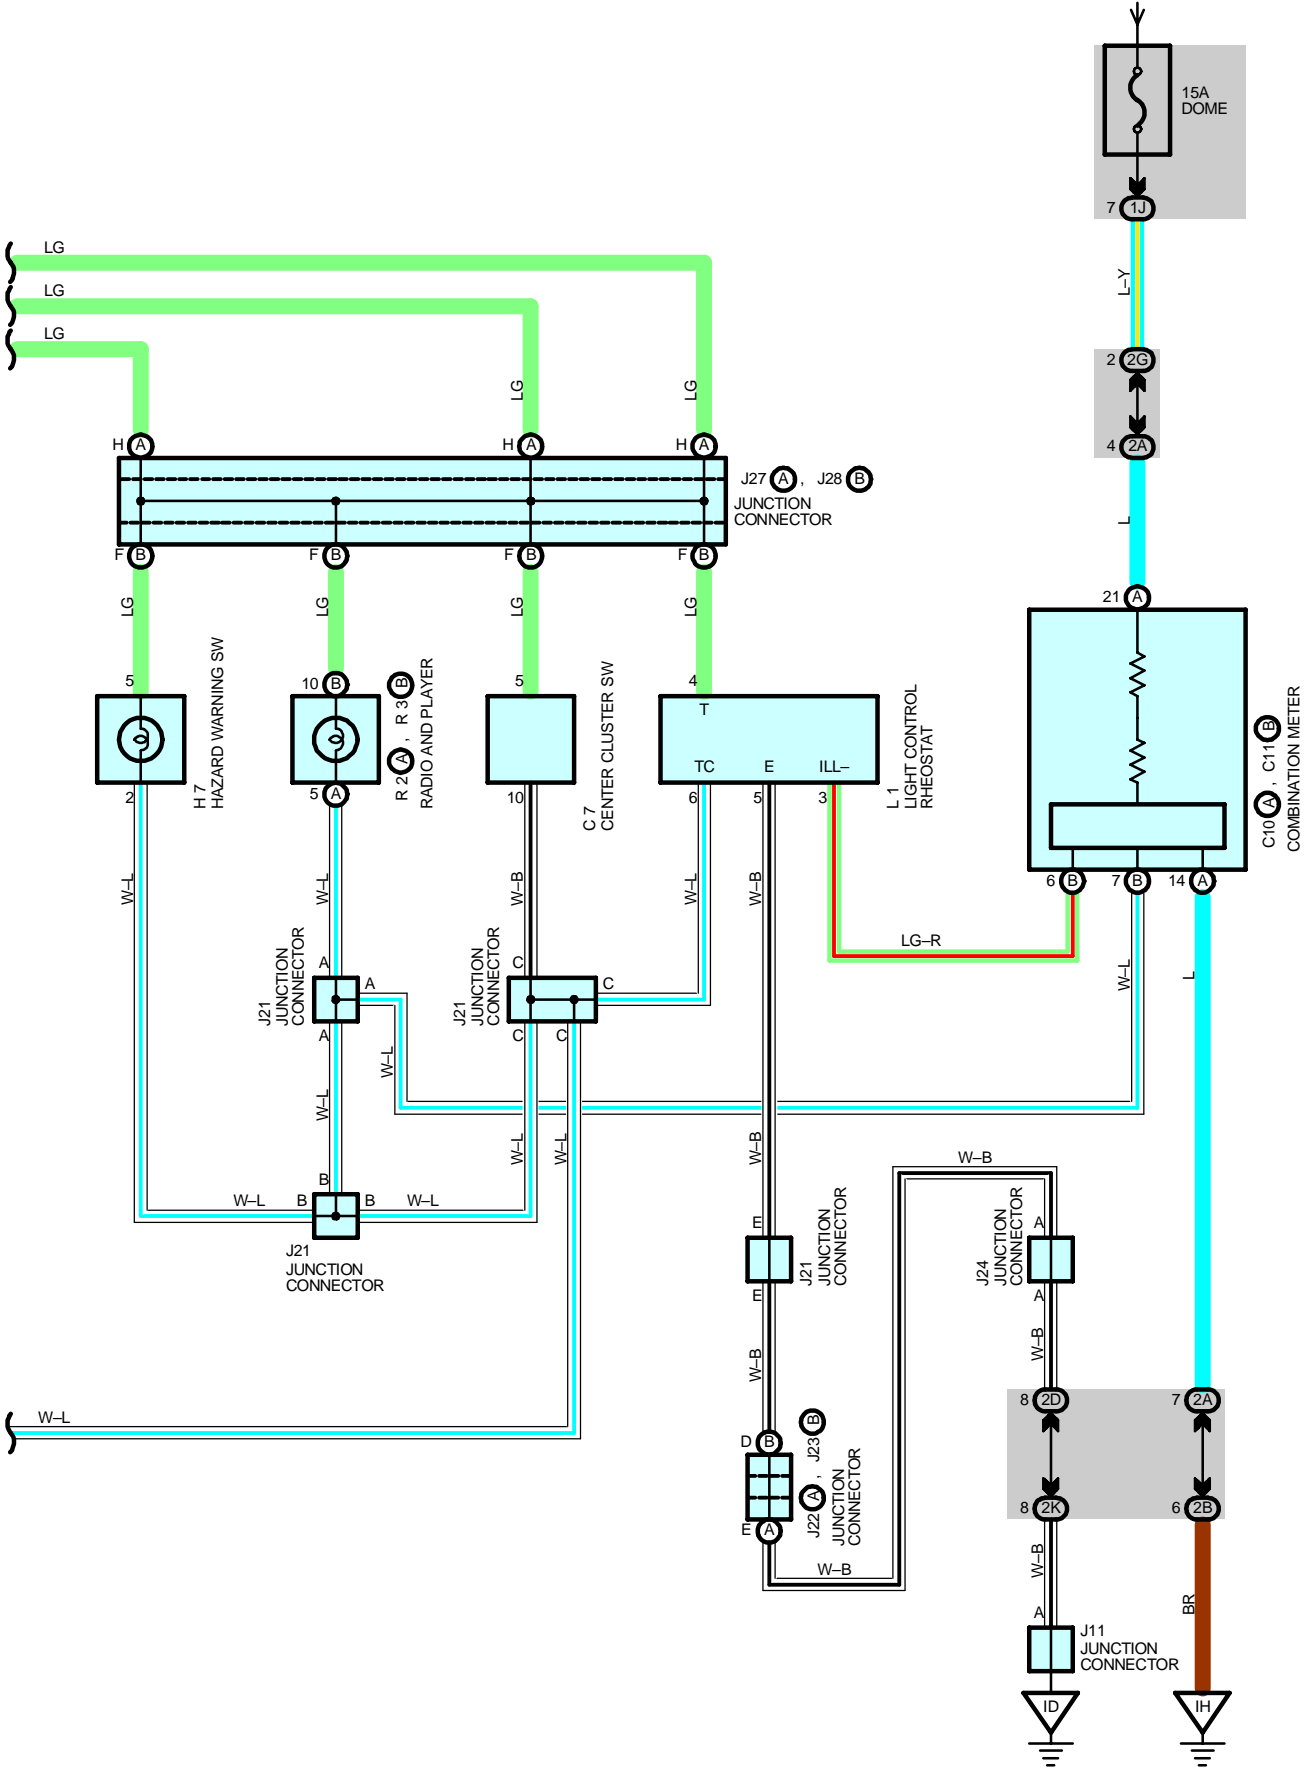 15A
DOME
7 1J
L–Y
2 2G
4 2A
L
LG
LG
LG
LG
LG
H A
H A
H A
J27 A , J28 B
JUNCTION
CONNECTOR
F B
F B
F B
F B
LG
LG
LG
LG
21 A
5
10 B
5
4
H 7
HAZARD WARNING SW
R 2 A , R 3 B
RADIO AND PLAYER
C 7
CENTER CLUSTER SW
T
TC
E
ILL–
L 1
LIGHT CONTROL
RHEOSTAT
C10 A , C11 B
COMBINATION METER
2
5 A
10
6
5
3
6 B
7 B
14 A
W–L
W–L
W–B
W–L
W–B
LG–R
W–L
L
A
A
A
J21
JUNCTION
CONNECTOR
C
C
C
C
J21
JUNCTION
CONNECTOR
W–L
W–L
W–L
W–L
W–B
W–B
B
B
B
W–L
W–L
J21
JUNCTION
CONNECTOR
E
E
J21
JUNCTION
CONNECTOR
A
A
J24
JUNCTION
CONNECTOR
W–B
W–B
W–L
8 2D
7 2A
D B
E A
J22 A , J23 B
JUNCTION
CONNECTOR
8 2K
6 2B
W–B
W–B
BR
A
J11
JUNCTION
CONNECTOR
ID
IH